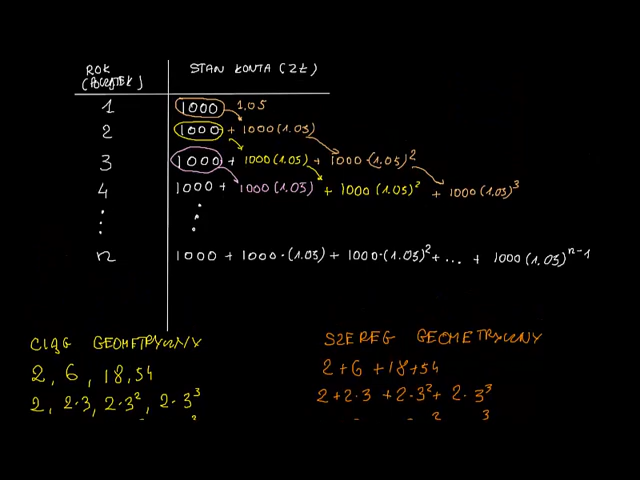 ROK
(POCZĄTEK)
STAN KONTA (ZŁ)
1 1000 1,05
2 1000 + 1000(1.05)
3 1000 + 1000(1.05) + 1000·(1.05)²
4 1000 + 1000(1.05) + 1000(1.05)² + 1000(1.05)³
n 1000 + 1000·(1.05) + 1000·(1.05)² + ... + 1000(1.05)ⁿ⁻¹
CIĄG GEOMETRYCZNY
2, 6, 18, 54
2, 2·3, 2·3², 2·3³
SZEREG GEOMETRYCZNY
2 + 6 + 18 + 54
2 + 2·3 + 2·3² + 2·3³